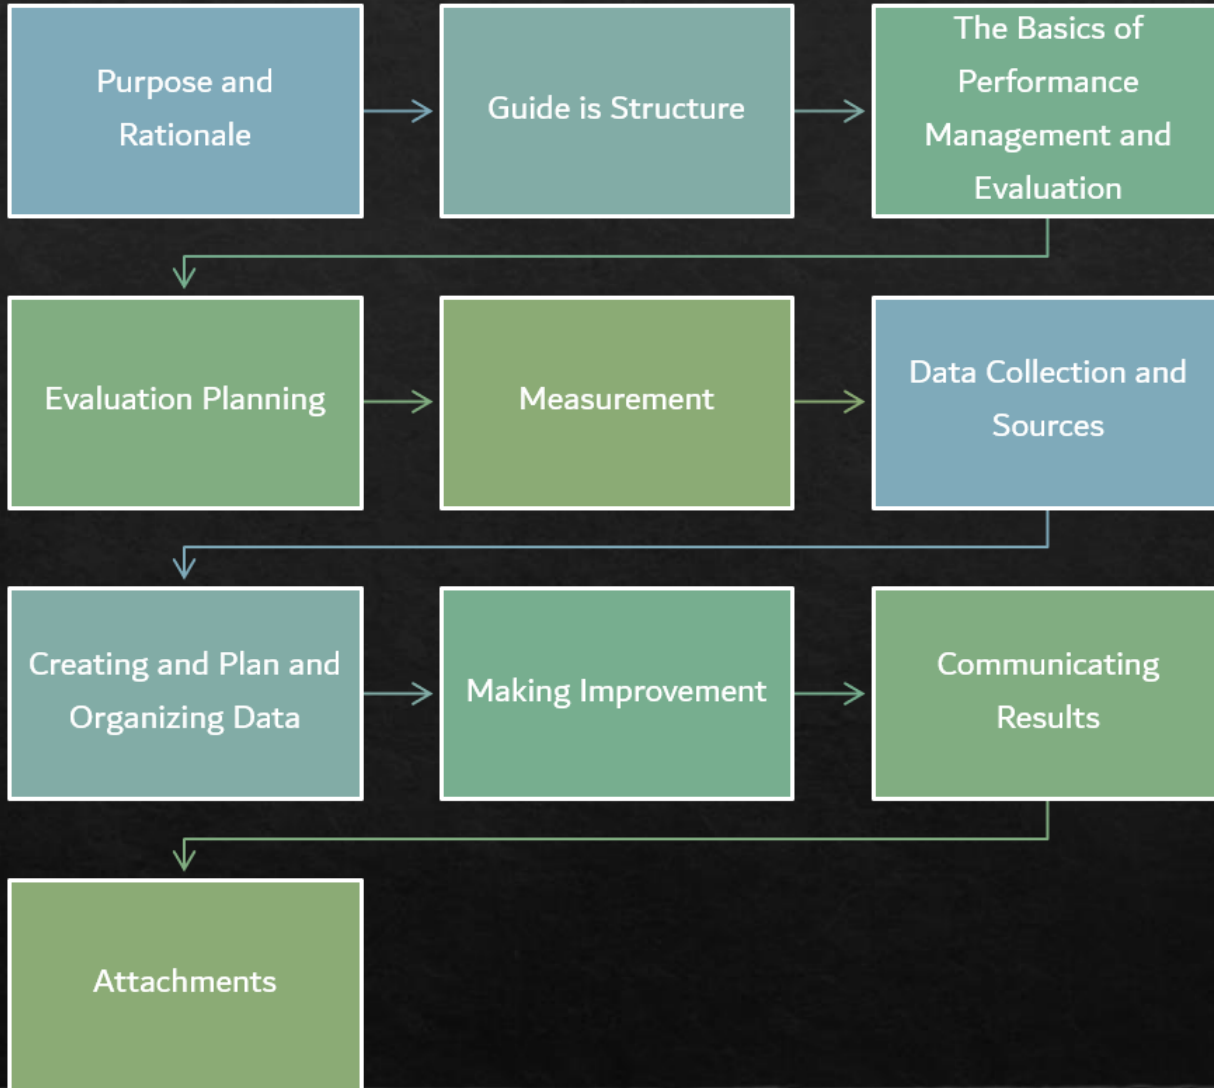 Purpose and
Rationale
Guide is Structure
The Basics of
Performance
Management and
Evaluation
Evaluation Planning
Measurement
Data Collection and
Sources
Creating and Plan and
Organizing Data
Making Improvement
Communicating
Results
Attachments